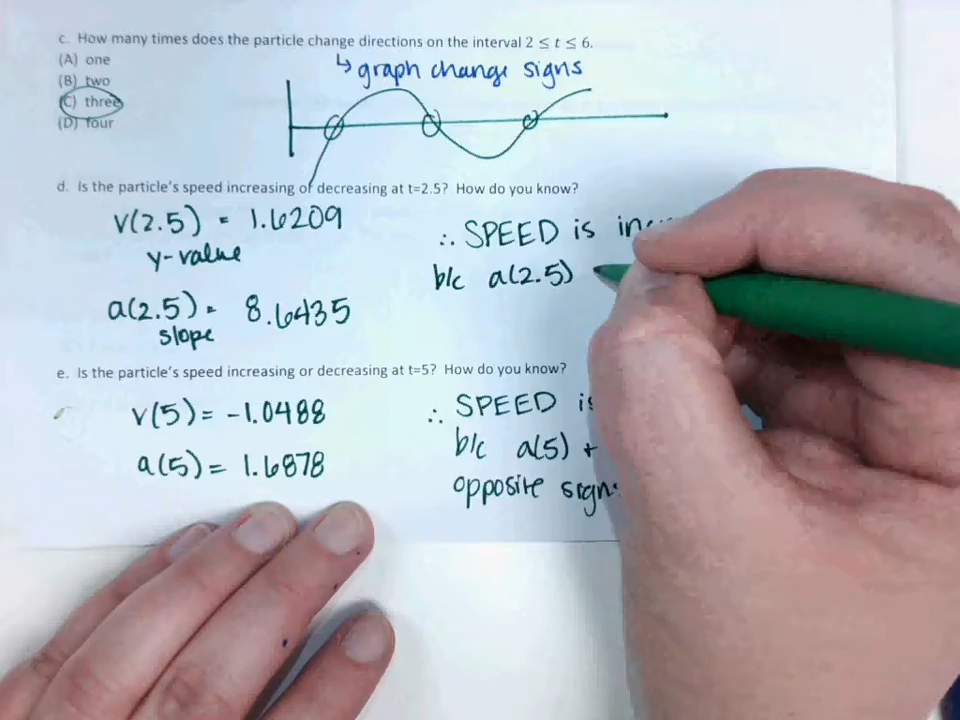 c. How many times does the particle change directions on the interval 2 ≤ t ≤ 6.
(A) one
↳ graph change signs
(B) two
(C) three
(D) four
d. Is the particle's speed increasing of decreasing at t=2.5? How do you know?
v(2.5) = 1.6209
y-value
a(2.5) = 8.6435
slope
∴ SPEED is
b/c a(2.5)
e. Is the particle's speed increasing or decreasing at t=5? How do you know?
v(5) = -1.0488
a(5) = 1.6878
∴ SPEED is
b/c a(5) +
opposite signs